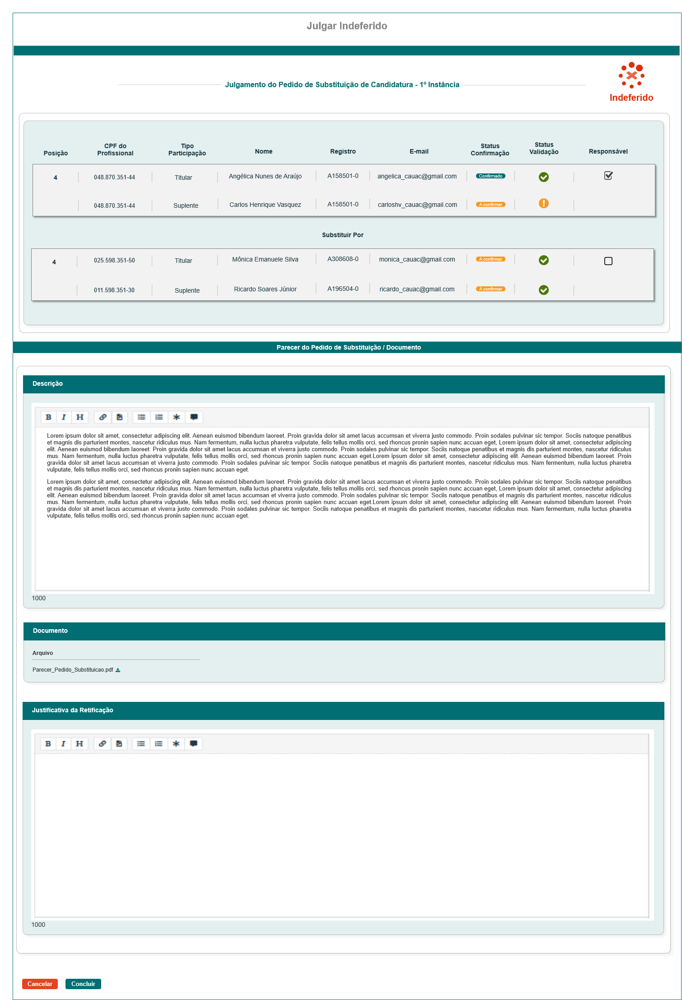 Julgar Indeferido
Julgamento do Pedido de Substituição de Candidatura - 1º Instância
Indeferido
Posição CPF do Profissional Tipo Participação Nome Registro E-mail Status Confirmação Status Validação Responsável
4 048.870.351-44 Titular Angélica Nunes de Araújo A158501-0 angelica_cauac@gmail.com Confirmado
048.870.351-44 Suplente Carlos Henrique Vasquez A158501-0 carloshv_cauac@gmail.com A confirmar
Substituir Por
4 025.598.351-50 Titular Mônica Emanuele Silva A308608-0 monica_cauac@gmail.com A confirmar
011.598.351-30 Suplente Ricardo Soares Júnior A196504-0 ricardo_cauac@gmail.com A confirmar
Parecer do Pedido de Substituição / Documento
Descrição
B I H
Lorem ipsum dolor sit amet, consectetur adipiscing elit. Aenean euismod bibendum laoreet. Proin gravida dolor sit amet lacus accumsan et viverra justo commodo. Proin sodales pulvinar sic tempor. Sociis natoque penatibus
et magnis dis parturient montes, nascetur ridiculus mus. Nam fermentum, nulla luctus pharetra vulputate, felis tellus mollis orci, sed rhoncus pronin sapien nunc accuan eget, Lorem ipsum dolor sit amet, consectetur adipiscing
elit. Aenean euismod bibendum laoreet. Proin gravida dolor sit amet lacus accumsan et viverra justo commodo. Proin sodales pulvinar sic tempor. Sociis natoque penatibus et magnis dis parturient montes, nascetur ridiculus
mus. Nam fermentum, nulla luctus pharetra vulputate, felis tellus mollis orci, sed rhoncus pronin sapien nunc accuan eget.Lorem ipsum dolor sit amet, consectetur adipiscing elit. Aenean euismod bibendum laoreet. Proin
gravida dolor sit amet lacus accumsan et viverra justo commodo. Proin sodales pulvinar sic tempor. Sociis natoque penatibus et magnis dis parturient montes, nascetur ridiculus mus. Nam fermentum, nulla luctus pharetra
vulputate, felis tellus mollis orci, sed rhoncus pronin sapien nunc accuan eget.
Lorem ipsum dolor sit amet, consectetur adipiscing elit. Aenean euismod bibendum laoreet. Proin gravida dolor sit amet lacus accumsan et viverra justo commodo. Proin sodales pulvinar sic tempor. Sociis natoque penatibus
et magnis dis parturient montes, nascetur ridiculus mus. Nam fermentum, nulla luctus pharetra vulputate, felis tellus mollis orci, sed rhoncus pronin sapien nunc accuan eget, Lorem ipsum dolor sit amet, consectetur adipiscing
elit. Aenean euismod bibendum laoreet. Proin gravida dolor sit amet lacus accumsan et viverra justo commodo. Proin sodales pulvinar sic tempor. Sociis natoque penatibus et magnis dis parturient montes, nascetur ridiculus
mus. Nam fermentum, nulla luctus pharetra vulputate, felis tellus mollis orci, sed rhoncus pronin sapien nunc accuan eget.Lorem ipsum dolor sit amet, consectetur adipiscing elit. Aenean euismod bibendum laoreet. Proin
gravida dolor sit amet lacus accumsan et viverra justo commodo. Proin sodales pulvinar sic tempor. Sociis natoque penatibus et magnis dis parturient montes, nascetur ridiculus mus. Nam fermentum, nulla luctus pharetra
vulputate, felis tellus mollis orci, sed rhoncus pronin sapien nunc accuan eget.
1000
Documento
Arquivo
Parecer_Pedido_Substituicao.pdf
Justificativa da Retificação
B I H
1000
Cancelar Concluir